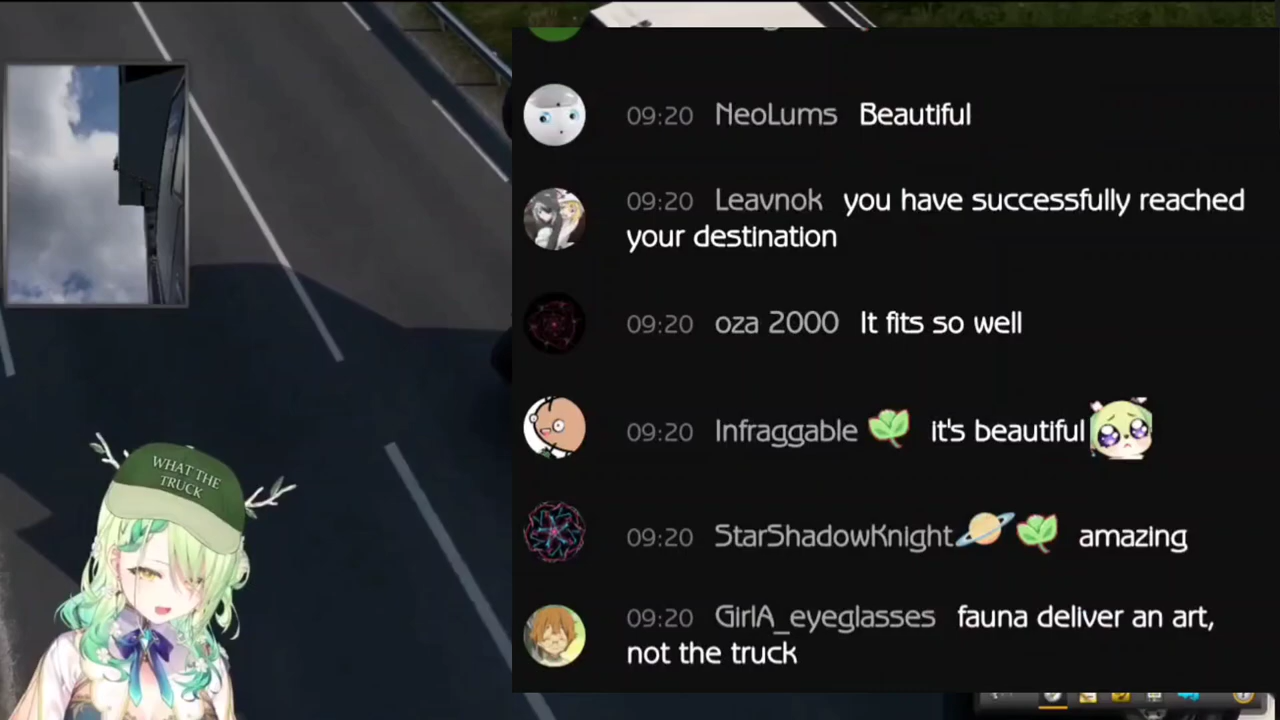 09:20 NeoLums Beautiful
09:20 Leavnok you have successfully reached
your destination
09:20 oza 2000 It fits so well
09:20 Infraggable it's beautiful
09:20 StarShadowKnight amazing
09:20 GirlA_eyeglasses fauna deliver an art,
not the truck
WHAT THE
TRUCK